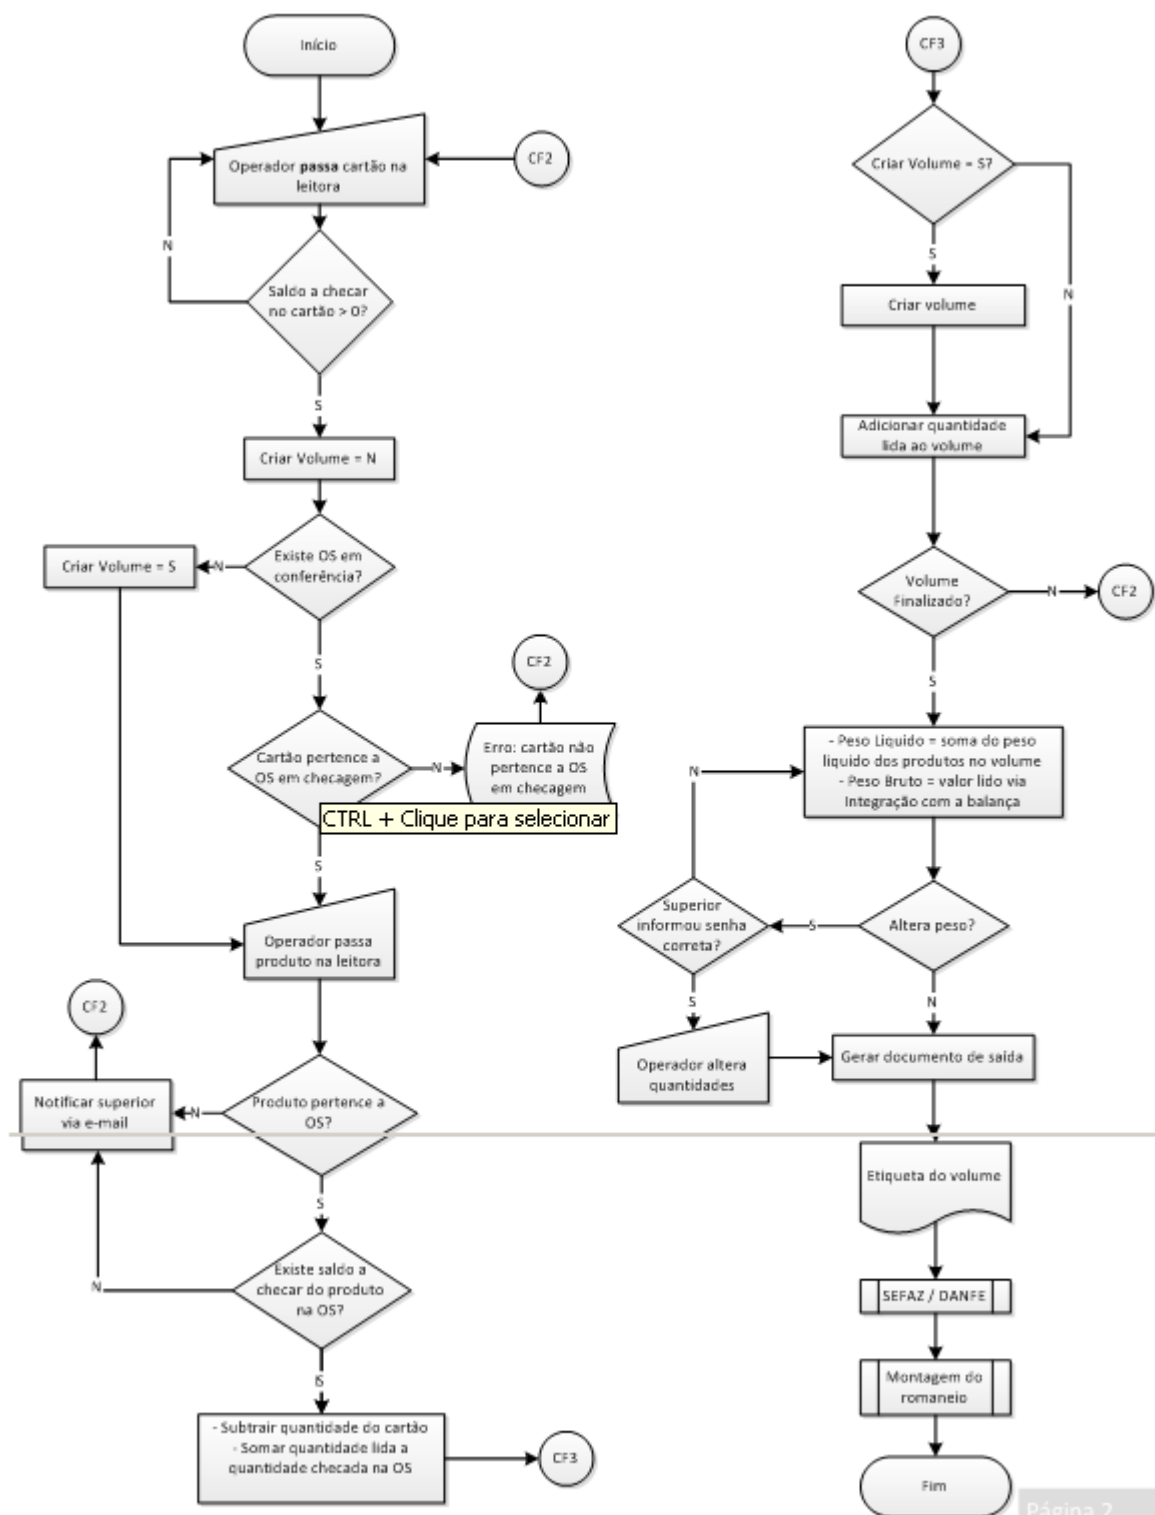 Início
Operador passa cartão na
leitora
CF2
N
Saldo a checar
no cartão > 0?
S
Criar Volume = N
Existe OS em
conferência?
N
Criar Volume = S
S
CF2
Cartão pertence a
OS em checagem?
N
Erro: cartão não
pertence a OS
em checagem
CTRL + Clique para selecionar
S
Operador passa
produto na leitora
CF2
Notificar superior
via e-mail
N
Produto pertence a
OS?
S
Existe saldo a
checar do produto
na OS?
N
S
- Subtrair quantidade do cartão
- Somar quantidade lida a
quantidade checada na OS
CF3
CF3
Criar Volume = S?
S
N
Criar volume
Adicionar quantidade
lida ao volume
Volume
Finalizado?
N
CF2
S
- Peso Liquido = soma do peso
liquido dos produtos no volume
- Peso Bruto = valor lido via
Integração com a balança
N
Superior
informou senha
correta?
S
Altera peso?
S
N
Operador altera
quantidades
Gerar documento de saída
Etiqueta do volume
SEFAZ / DANFE
Montagem do
romaneio
Fim
Página 2